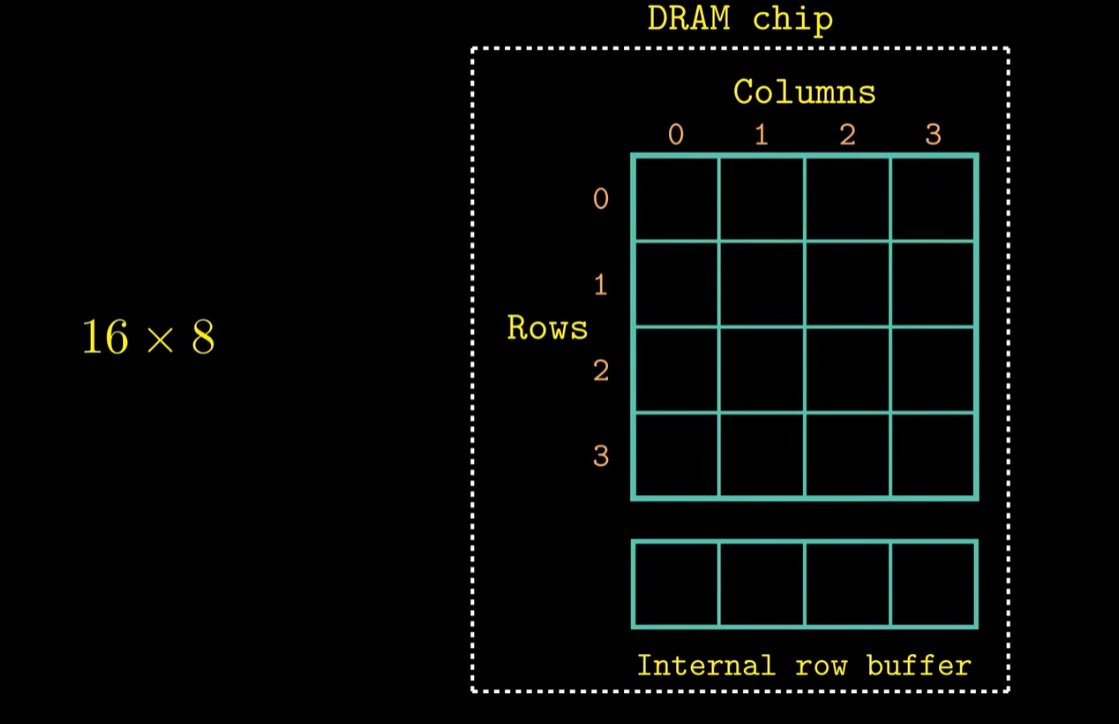 DRAM chip
Columns
0 1 2 3
0
1
Rows
16 × 8
2
3
Internal row buffer